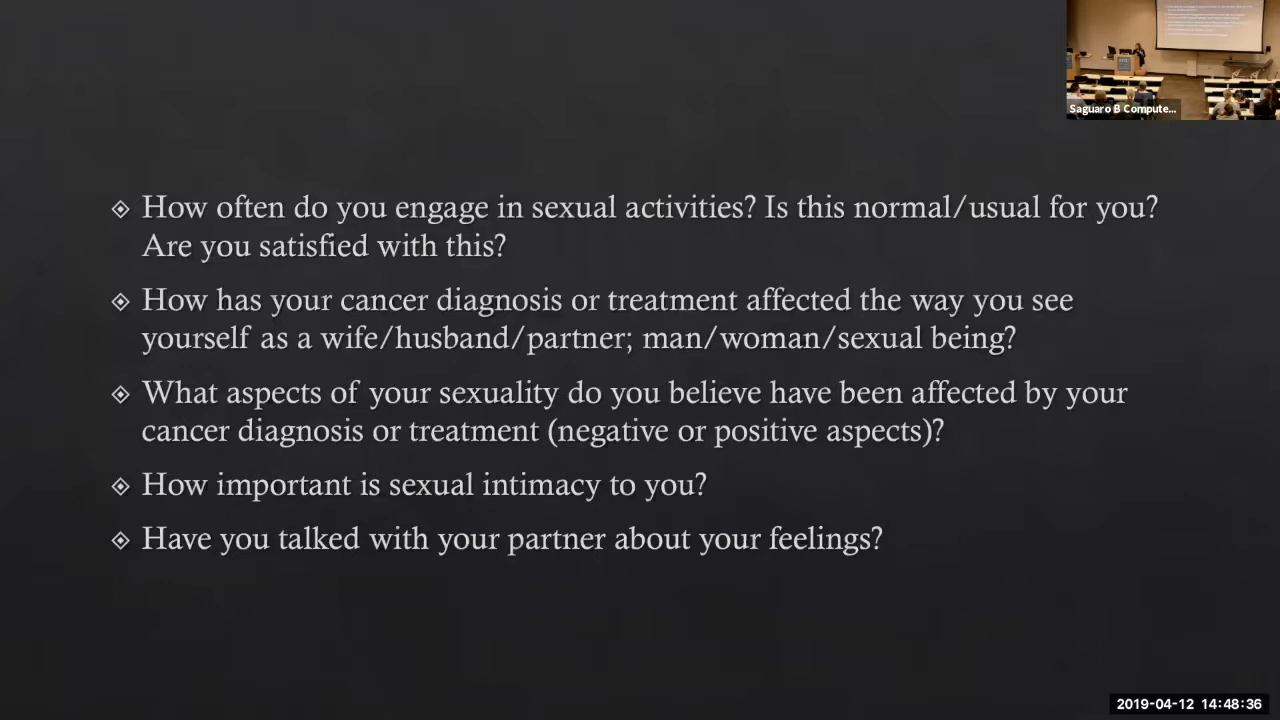 Saguaro B Compute...
How often do you engage in sexual activities? Is this normal/usual for you?
Are you satisfied with this?
How has your cancer diagnosis or treatment affected the way you see
yourself as a wife/husband/partner; man/woman/sexual being?
What aspects of your sexuality do you believe have been affected by your
cancer diagnosis or treatment (negative or positive aspects)?
How important is sexual intimacy to you?
Have you talked with your partner about your feelings?
2019-04-12 14:48:36